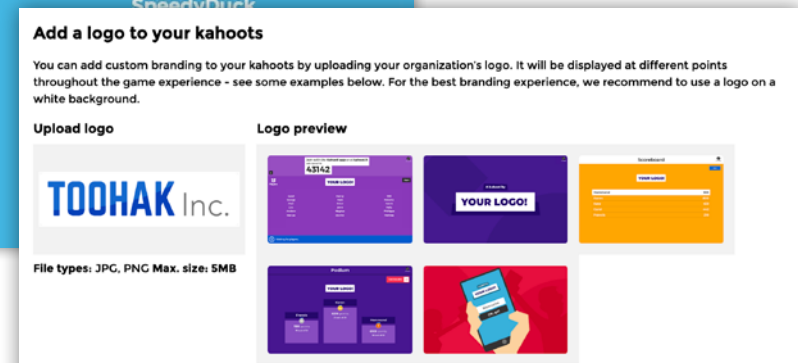 SpeedyDuck
Add a logo to your kahoots
You can add custom branding to your kahoots by uploading your organization's logo. It will be displayed at different points
throughout the game experience - see some examples below. For the best branding experience, we recommend to use a logo on a
white background.
Upload logo
Logo preview
TOOHAK Inc.
43142
YOUR LOGO!
YOUR LOGO!
Scoreboard
YOUR LOGO!
File types: JPG, PNG Max. size: 5MB
Podium
YOUR LOGO!
YOUR LOGO!